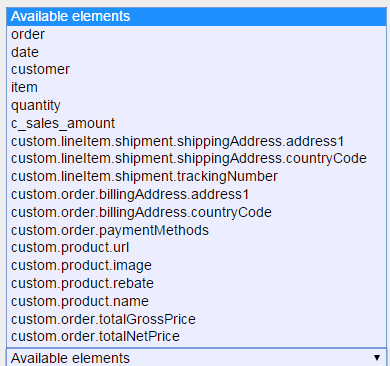 Available elements
order
date
customer
item
quantity
c_sales_amount
custom.lineItem.shipment.shippingAddress.address1
custom.lineItem.shipment.shippingAddress.countryCode
custom.lineItem.shipment.trackingNumber
custom.order.billingAddress.address1
custom.order.billingAddress.countryCode
custom.order.paymentMethods
custom.product.url
custom.product.image
custom.product.rebate
custom.product.name
custom.order.totalGrossPrice
custom.order.totalNetPrice
Available elements